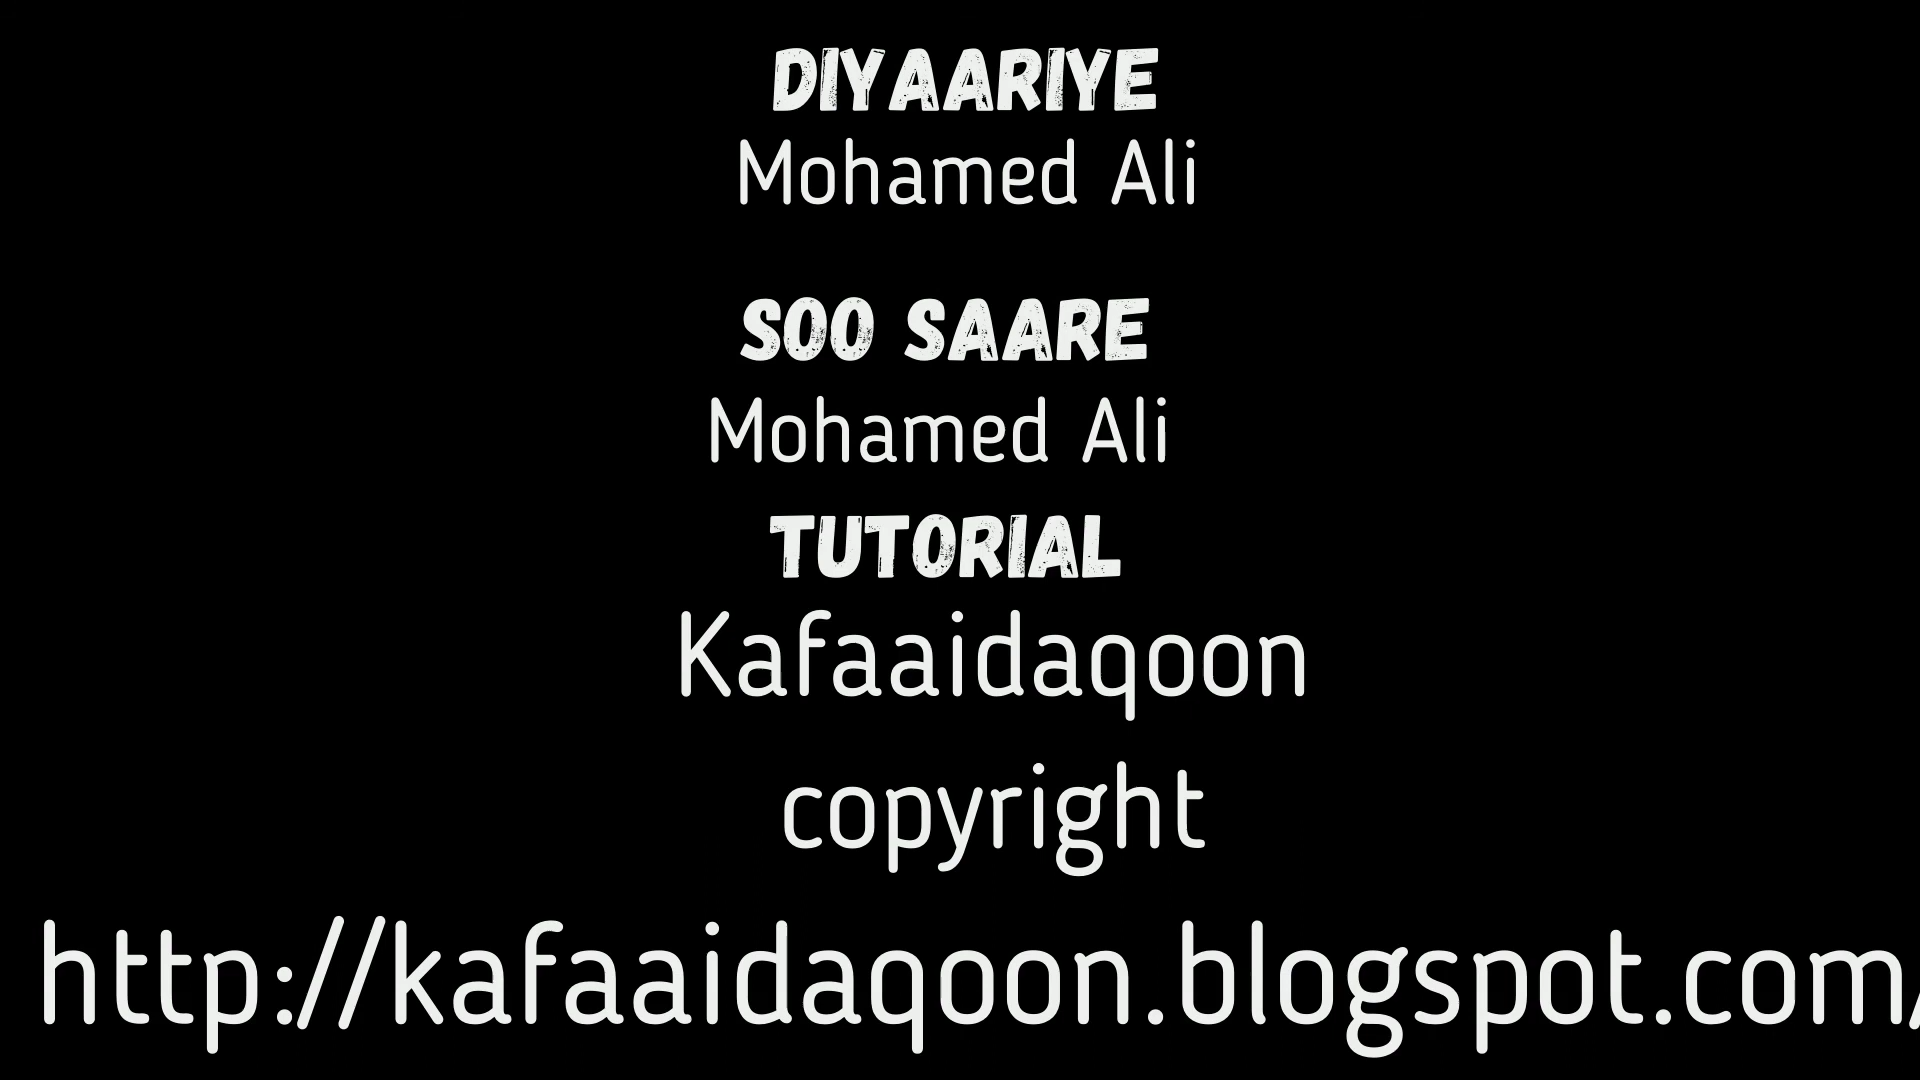 DIYAARIYE
Mohamed Ali
SOO SAARE
Mohamed Ali
TUTORIAL
Kafaaidaqoon
copyright
http://kafaaidaqoon.blogspot.com/